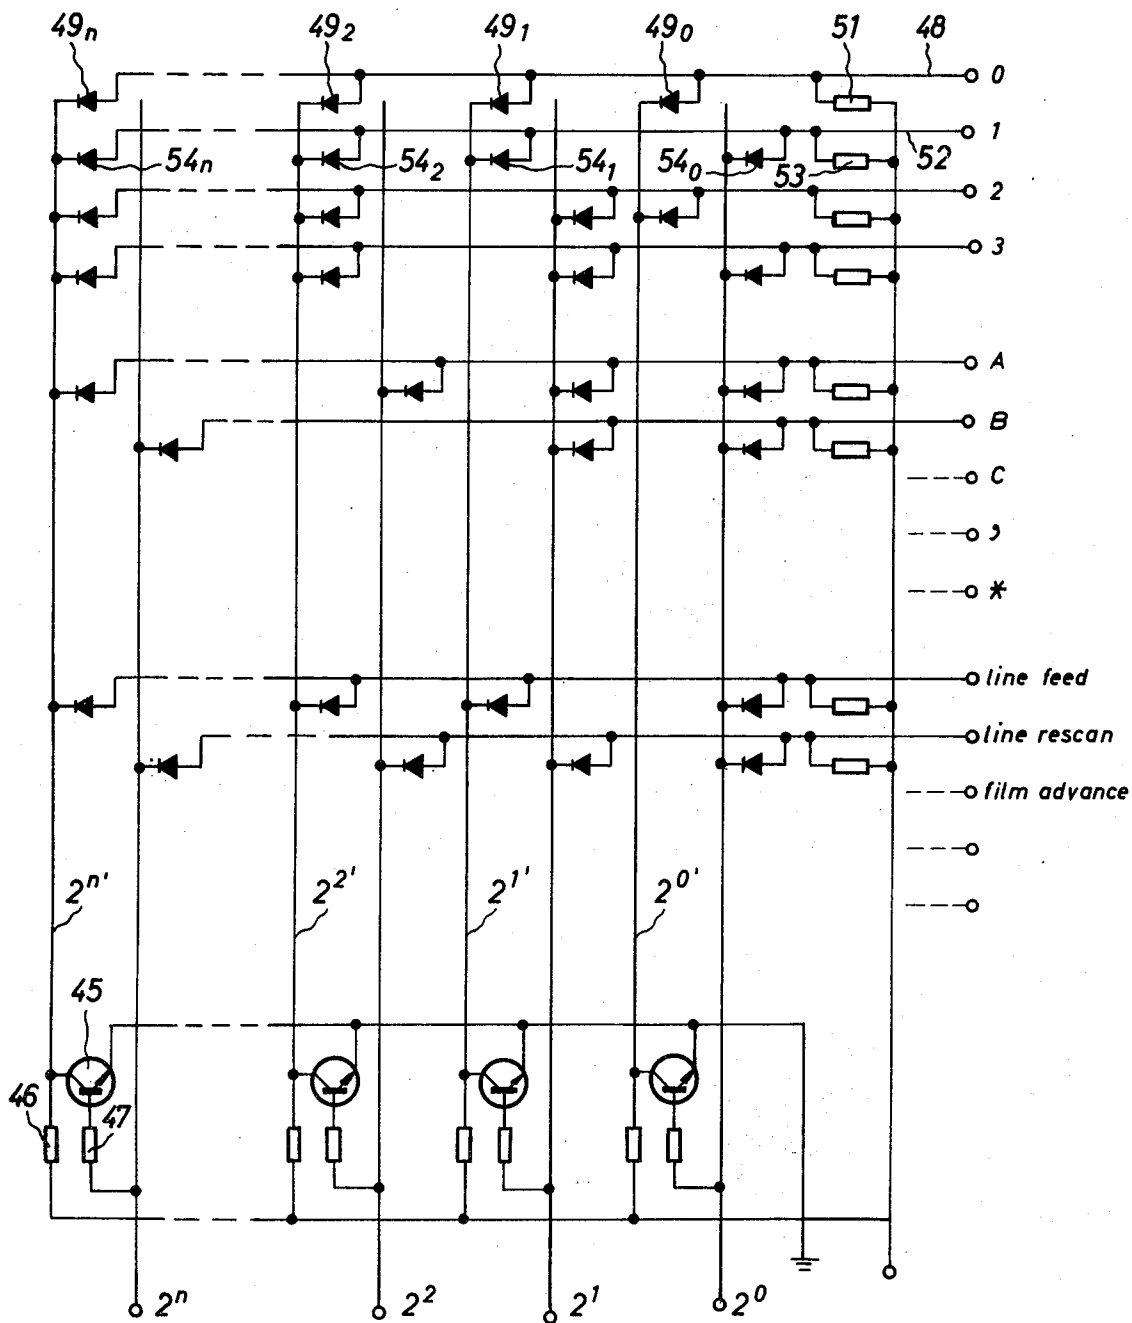 49n 492 491 490 51 48
0
1
54n 542 541 540 53 52
2
3
A
B
C
,
*
line feed
line rescan
film advance
2n' 22' 21' 20'
45
46 47
2n 22 21 20